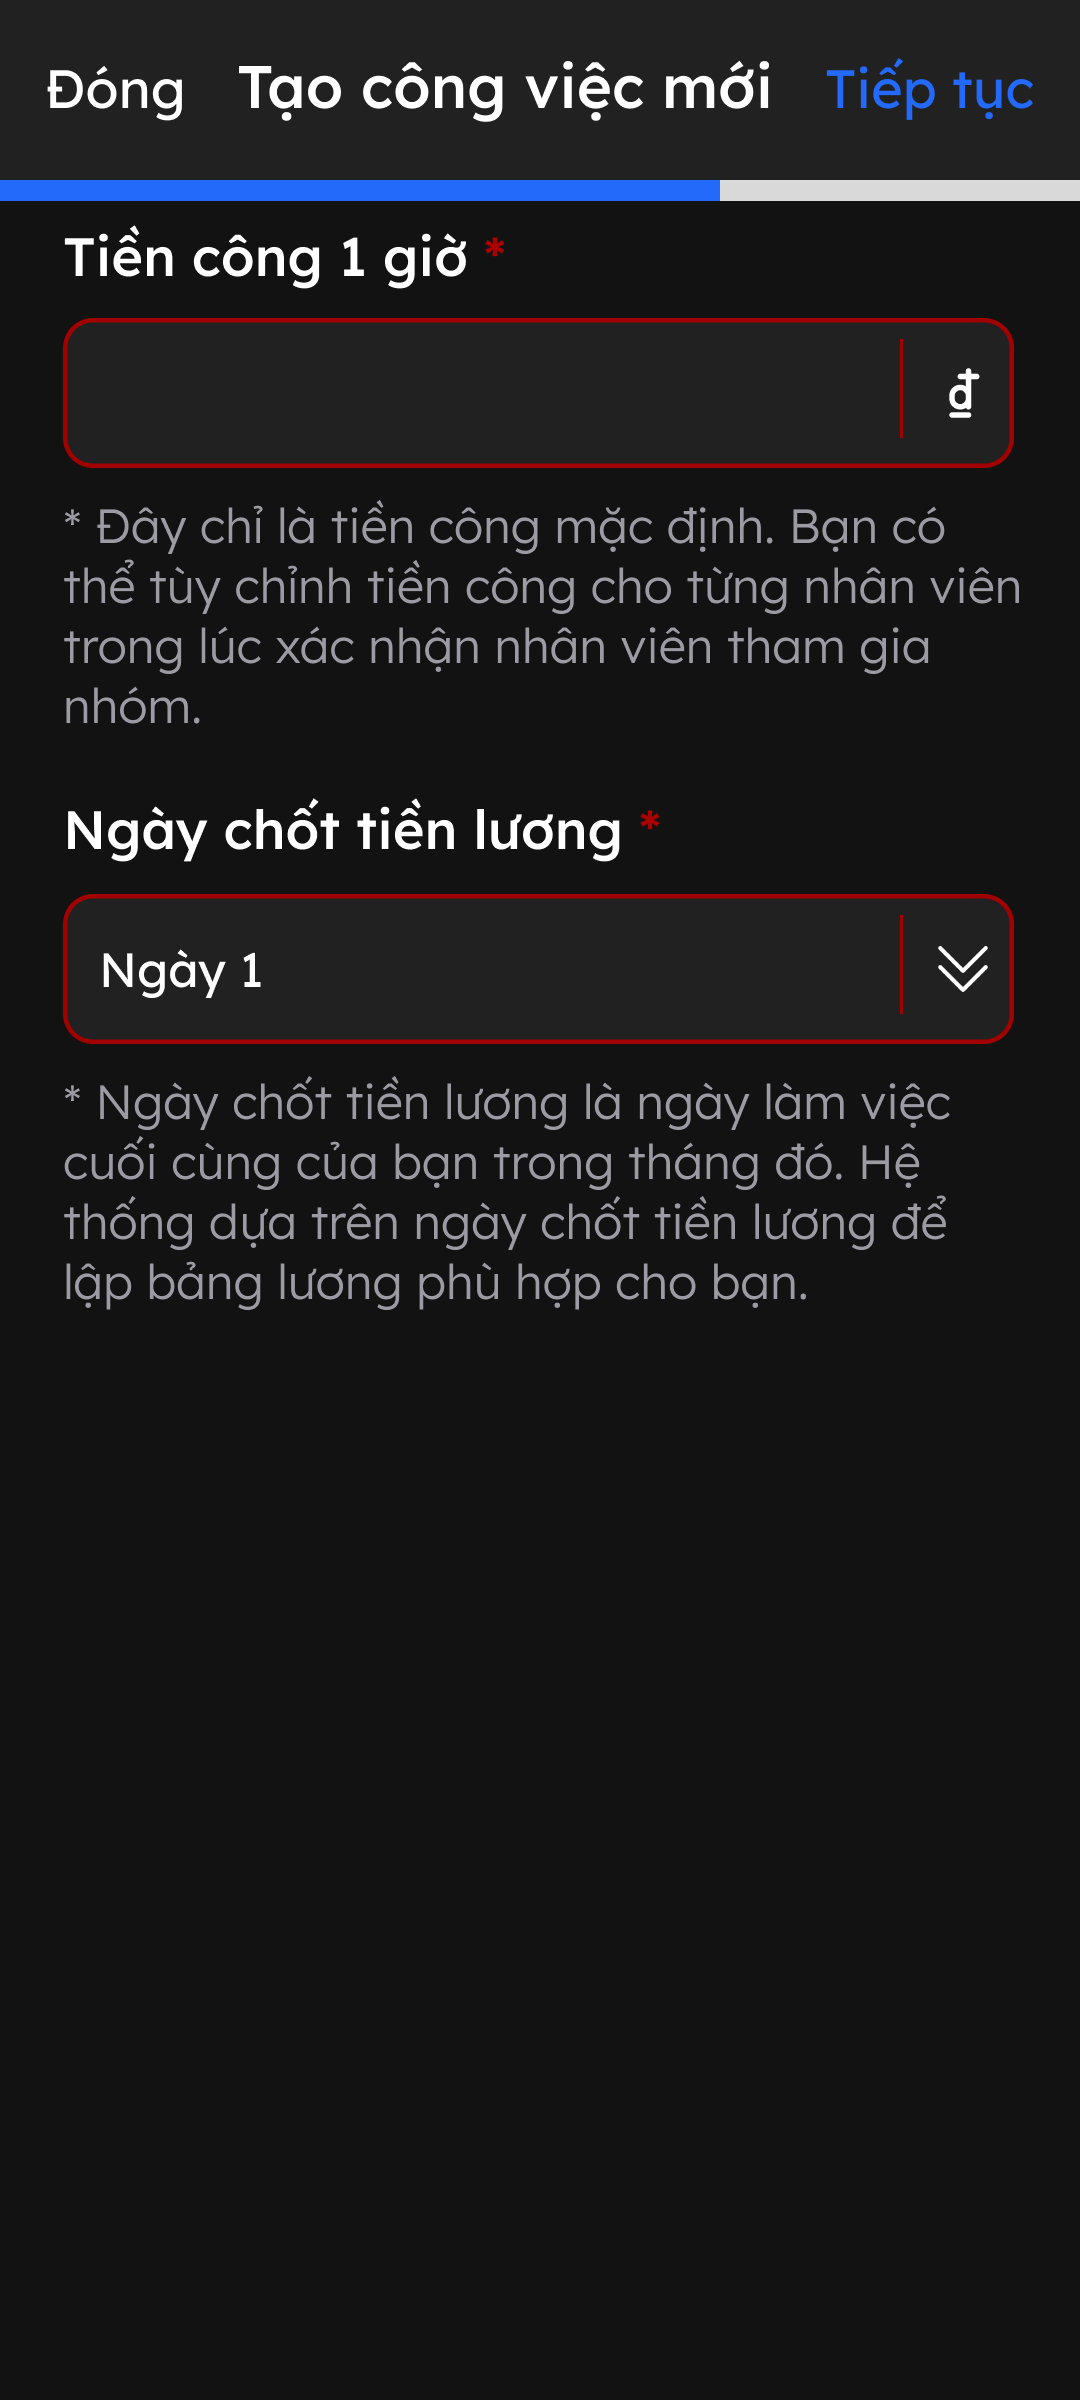 Đóng Tạo công việc mới Tiếp tục
Tiền công 1 giờ *
₫
* Đây chỉ là tiền công mặc định. Bạn có
thể tùy chỉnh tiền công cho từng nhân viên
trong lúc xác nhận nhân viên tham gia
nhóm.
Ngày chốt tiền lương *
Ngày 1
* Ngày chốt tiền lương là ngày làm việc
cuối cùng của bạn trong tháng đó. Hệ
thống dựa trên ngày chốt tiền lương để
lập bảng lương phù hợp cho bạn.